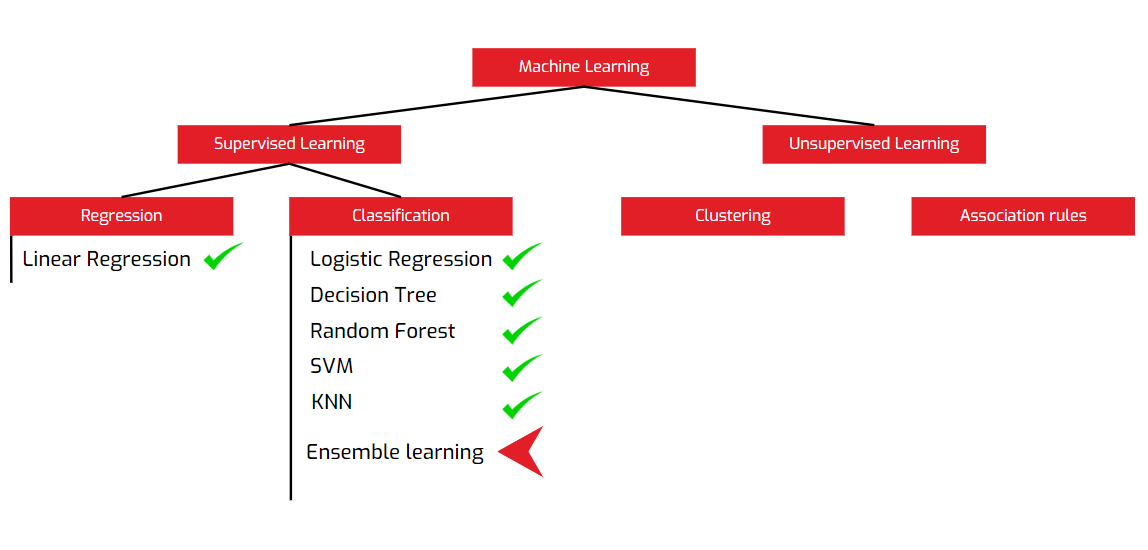 Machine Learning
Supervised Learning
Unsupervised Learning
Regression
Classification
Clustering
Association rules
Linear Regression
Logistic Regression
Decision Tree
Random Forest
SVM
KNN
Ensemble learning